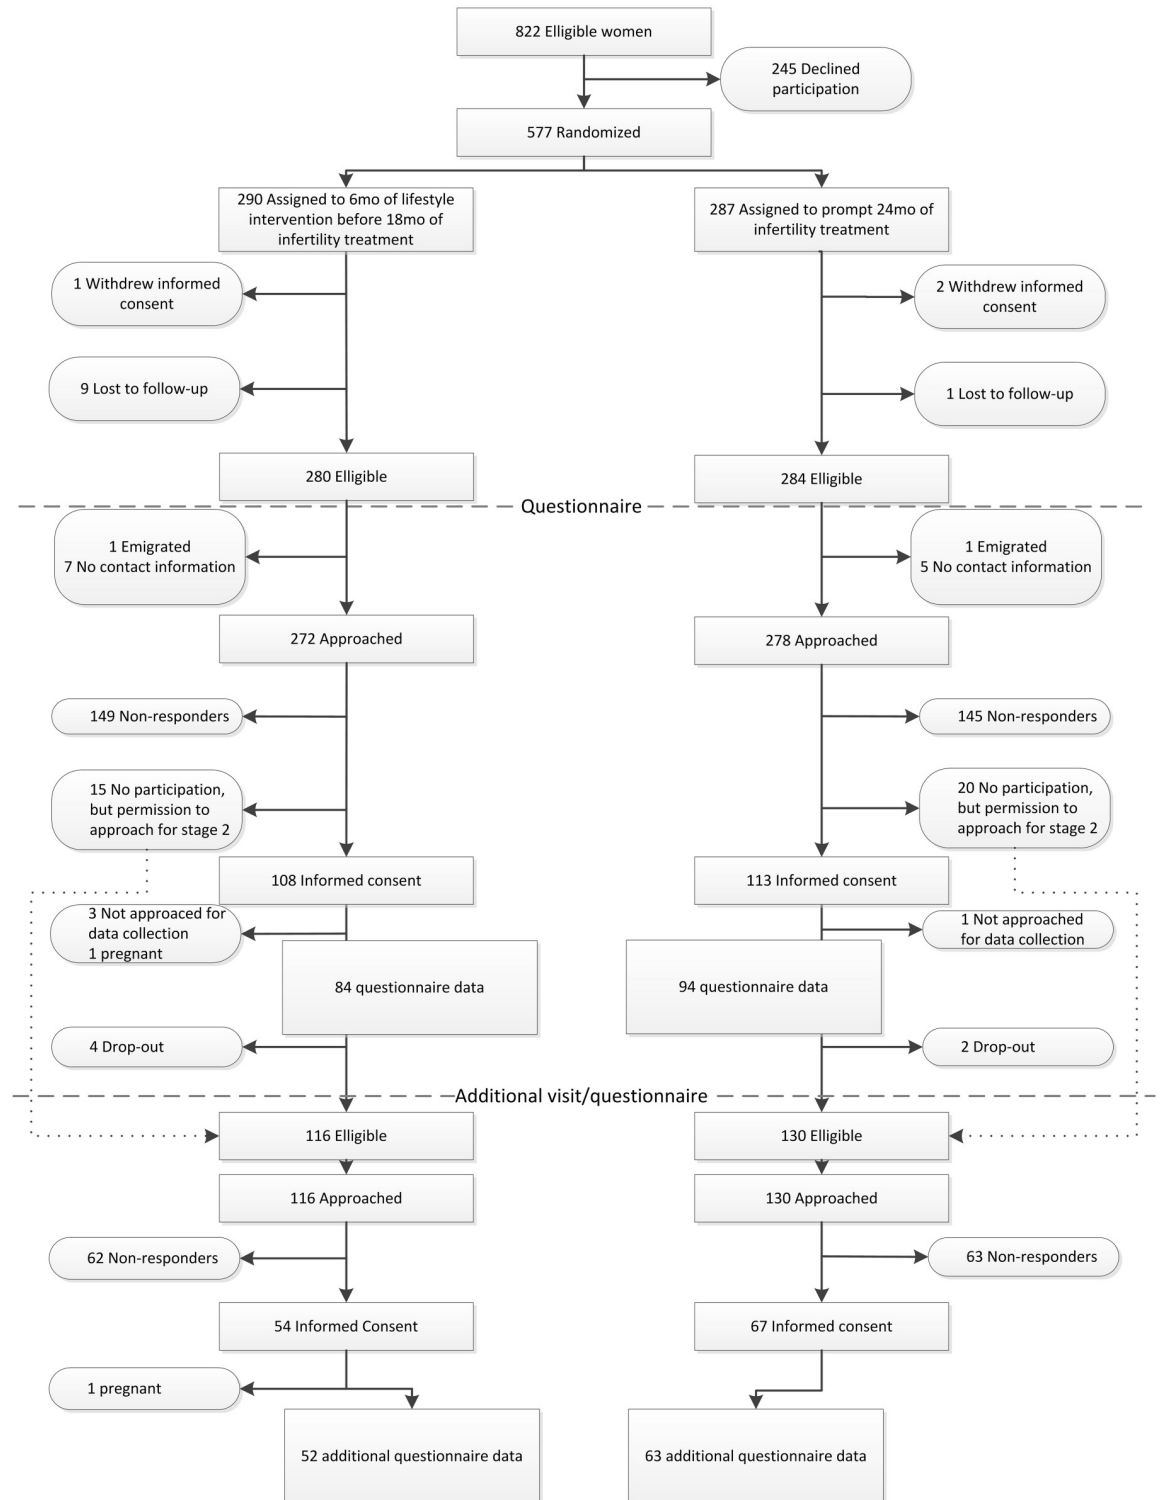 822 Elligible women
245 Declined
participation
577 Randomized
290 Assigned to 6mo of lifestyle
intervention before 18mo of
infertility treatment
287 Assigned to prompt 24mo of
infertility treatment
1 Withdrew informed
consent
2 Withdrew informed
consent
9 Lost to follow-up
1 Lost to follow-up
280 Elligible
284 Elligible
Questionnaire
1 Emigrated
7 No contact information
1 Emigrated
5 No contact information
272 Approached
278 Approached
149 Non-responders
145 Non-responders
15 No participation,
but permission to
approach for stage 2
20 No participation,
but permission to
approach for stage 2
108 Informed consent
113 Informed consent
3 Not approaced for
data collection
1 pregnant
1 Not approached
for data collection
84 questionnaire data
94 questionnaire data
4 Drop-out
2 Drop-out
Additional visit/questionnaire
116 Elligible
130 Elligible
116 Approached
130 Approached
62 Non-responders
63 Non-responders
54 Informed Consent
67 Informed consent
1 pregnant
52 additional questionnaire data
63 additional questionnaire data